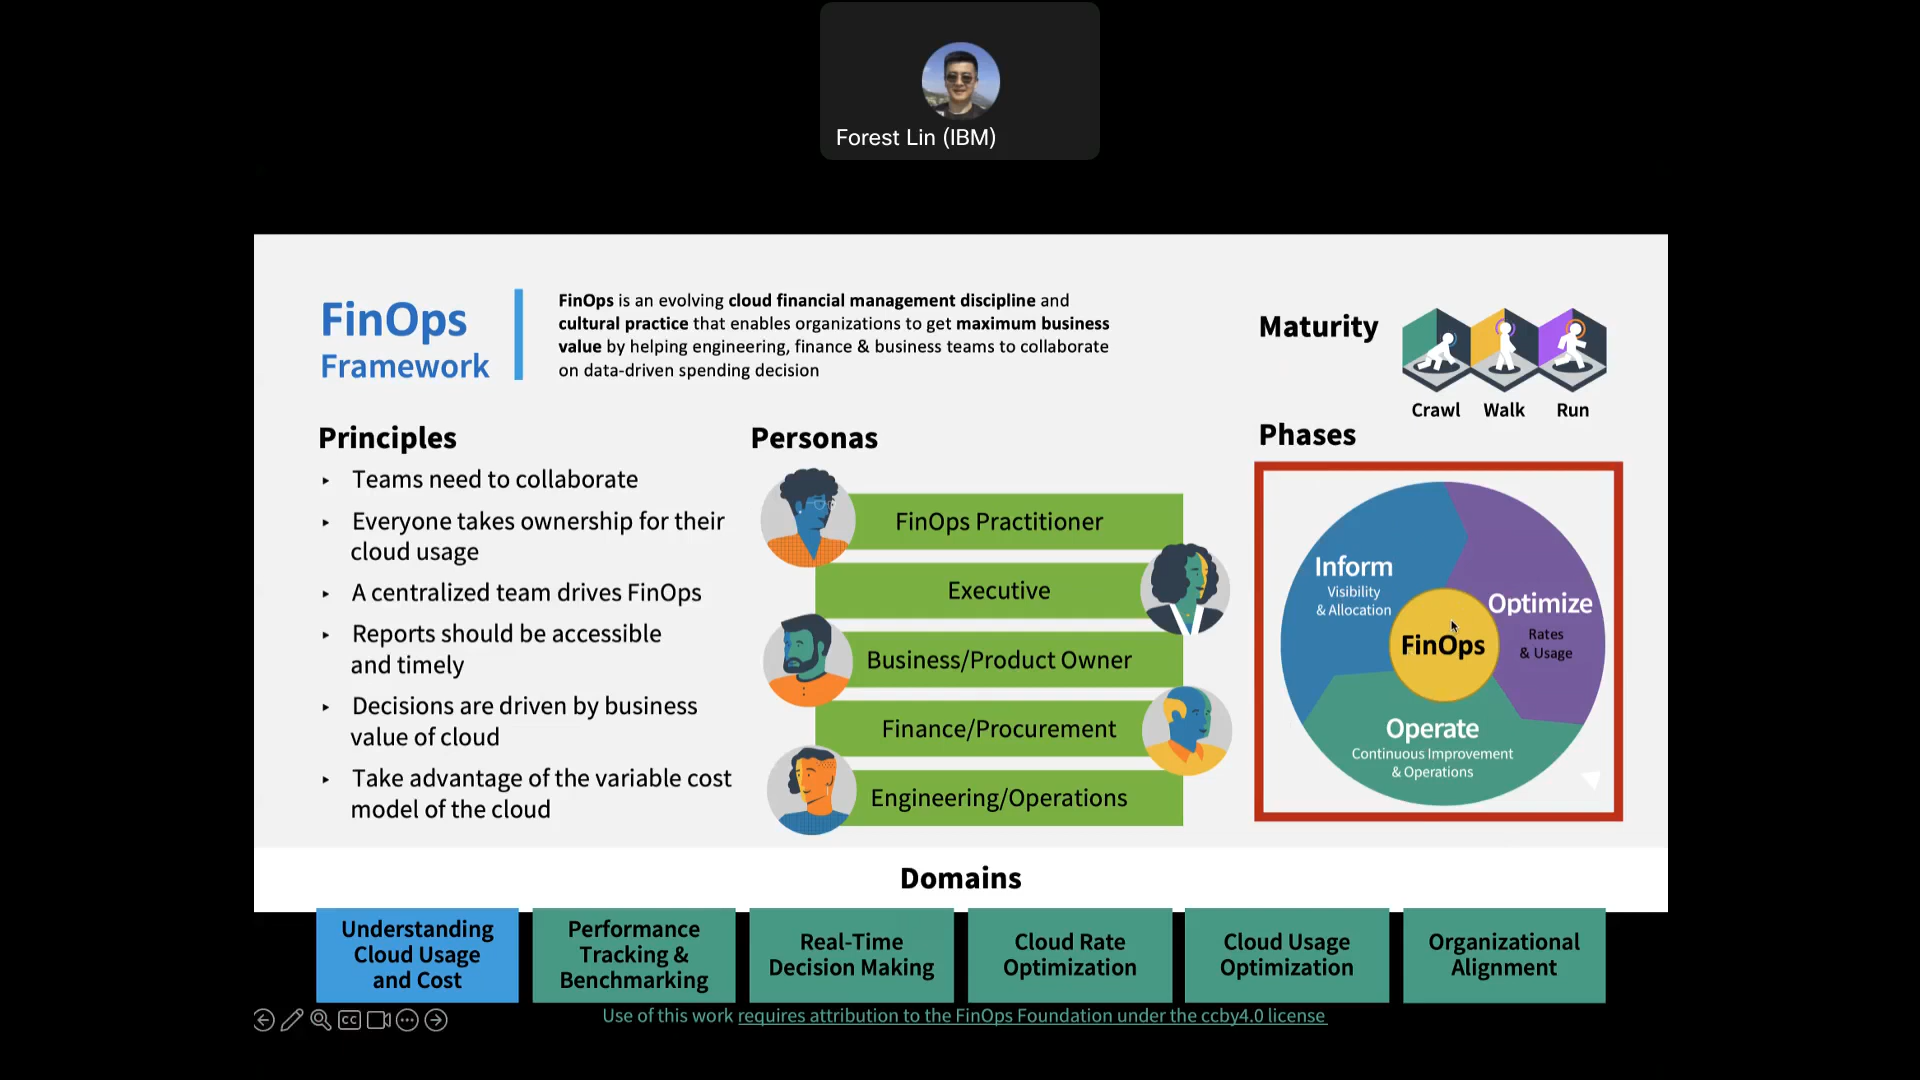 Forest Lin (IBM)
FinOps
Framework
FinOps is an evolving cloud financial management discipline and
cultural practice that enables organizations to get maximum business
value by helping engineering, finance & business teams to collaborate
on data-driven spending decision
Maturity
Crawl
Walk
Run
Principles
‣ Teams need to collaborate
‣ Everyone takes ownership for their
cloud usage
‣ A centralized team drives FinOps
‣ Reports should be accessible
and timely
‣ Decisions are driven by business
value of cloud
‣ Take advantage of the variable cost
model of the cloud
Personas
FinOps Practitioner
Executive
Business/Product Owner
Finance/Procurement
Engineering/Operations
Phases
Inform
Visibility
& Allocation
Optimize
Rates
& Usage
FinOps
Operate
Continuous Improvement
& Operations
Domains
Understanding
Cloud Usage
and Cost
Performance
Tracking &
Benchmarking
Real-Time
Decision Making
Cloud Rate
Optimization
Cloud Usage
Optimization
Organizational
Alignment
CC
Use of this work requires attribution to the FinOps Foundation under the ccby4.0 license